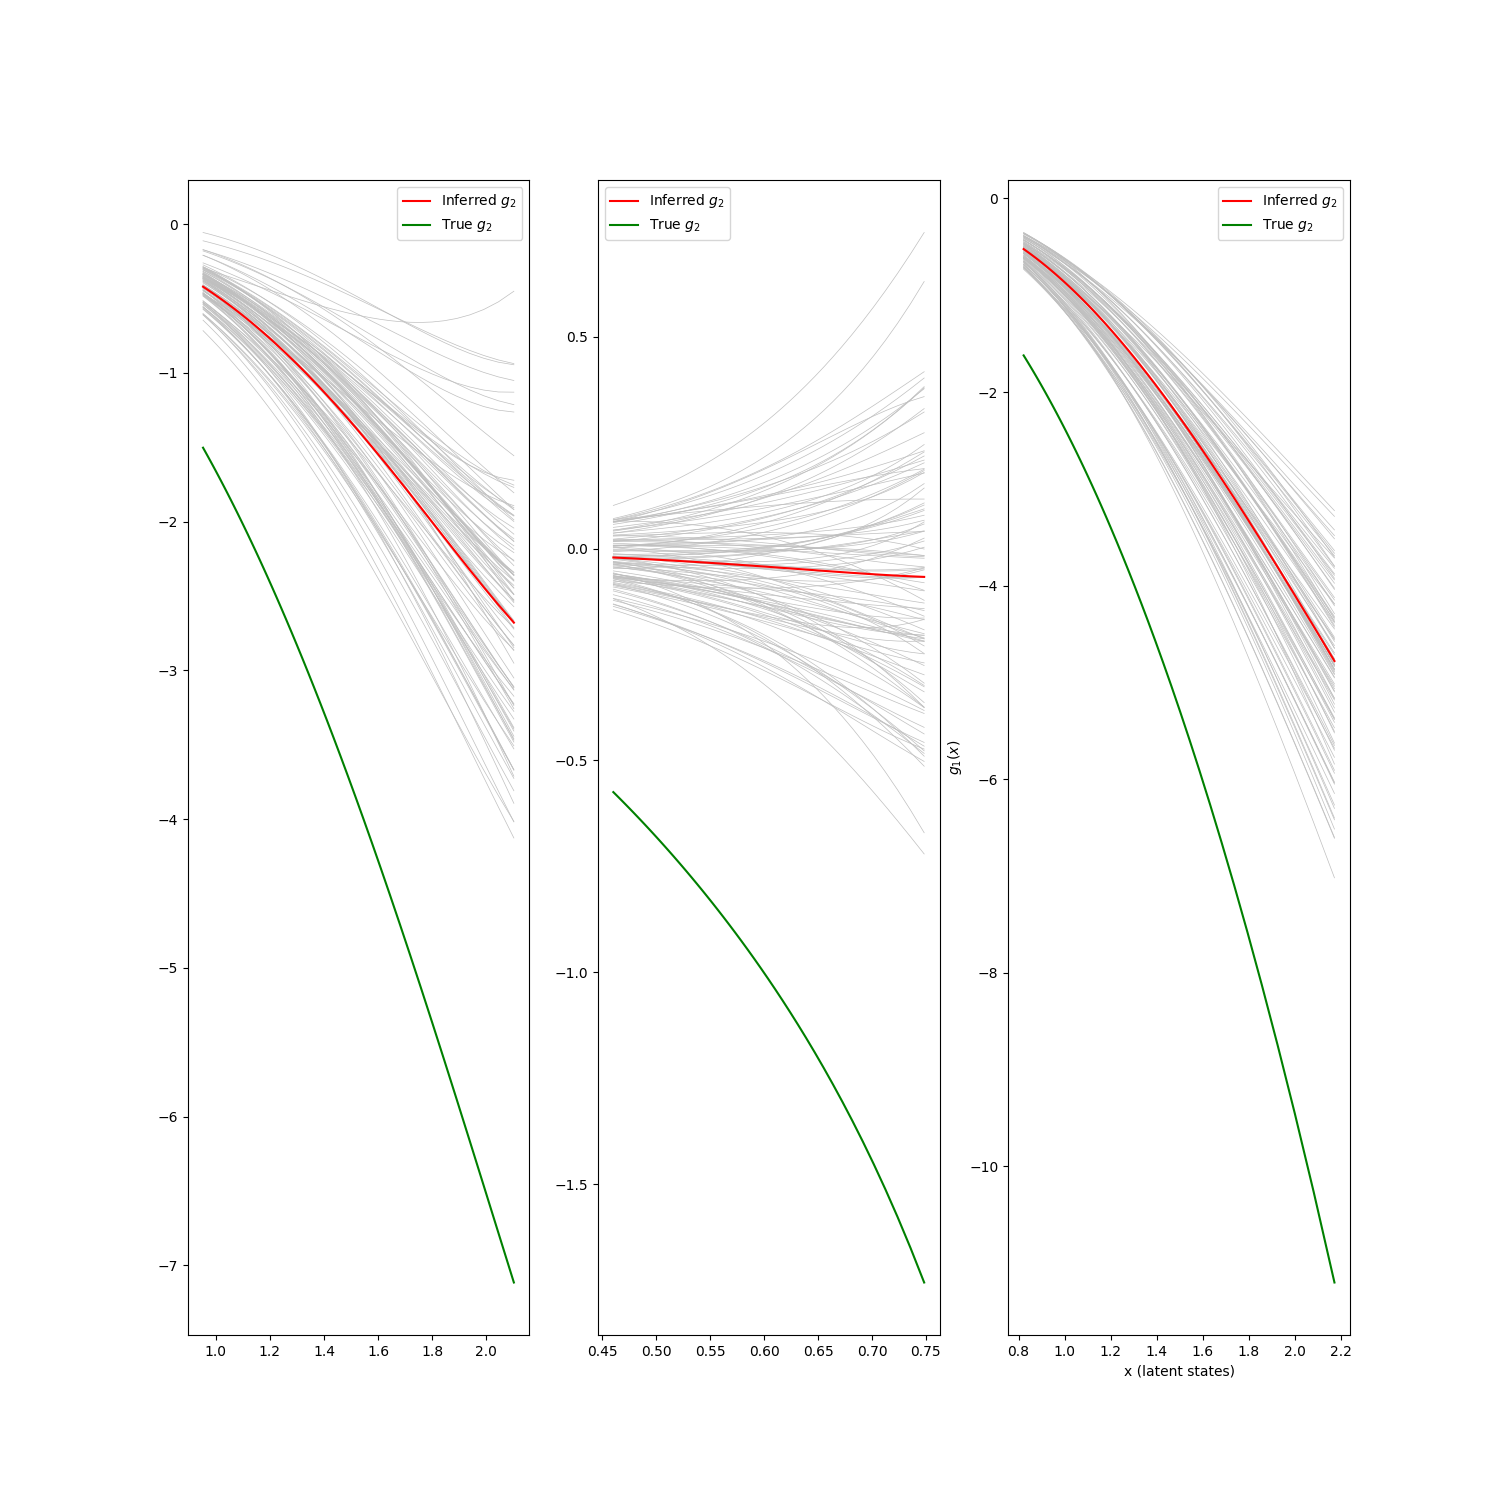 Inferred g₂
True g₂
0
−1
−2
−3
−4
−5
−6
−7
1.0 1.2 1.4 1.6 1.8 2.0
Inferred g₂
True g₂
0.5
0.0
−0.5
−1.0
−1.5
0.45 0.50 0.55 0.60 0.65 0.70 0.75
g₁(x)
Inferred g₂
True g₂
0
−2
−4
−6
−8
−10
0.8 1.0 1.2 1.4 1.6 1.8 2.0 2.2
x (latent states)